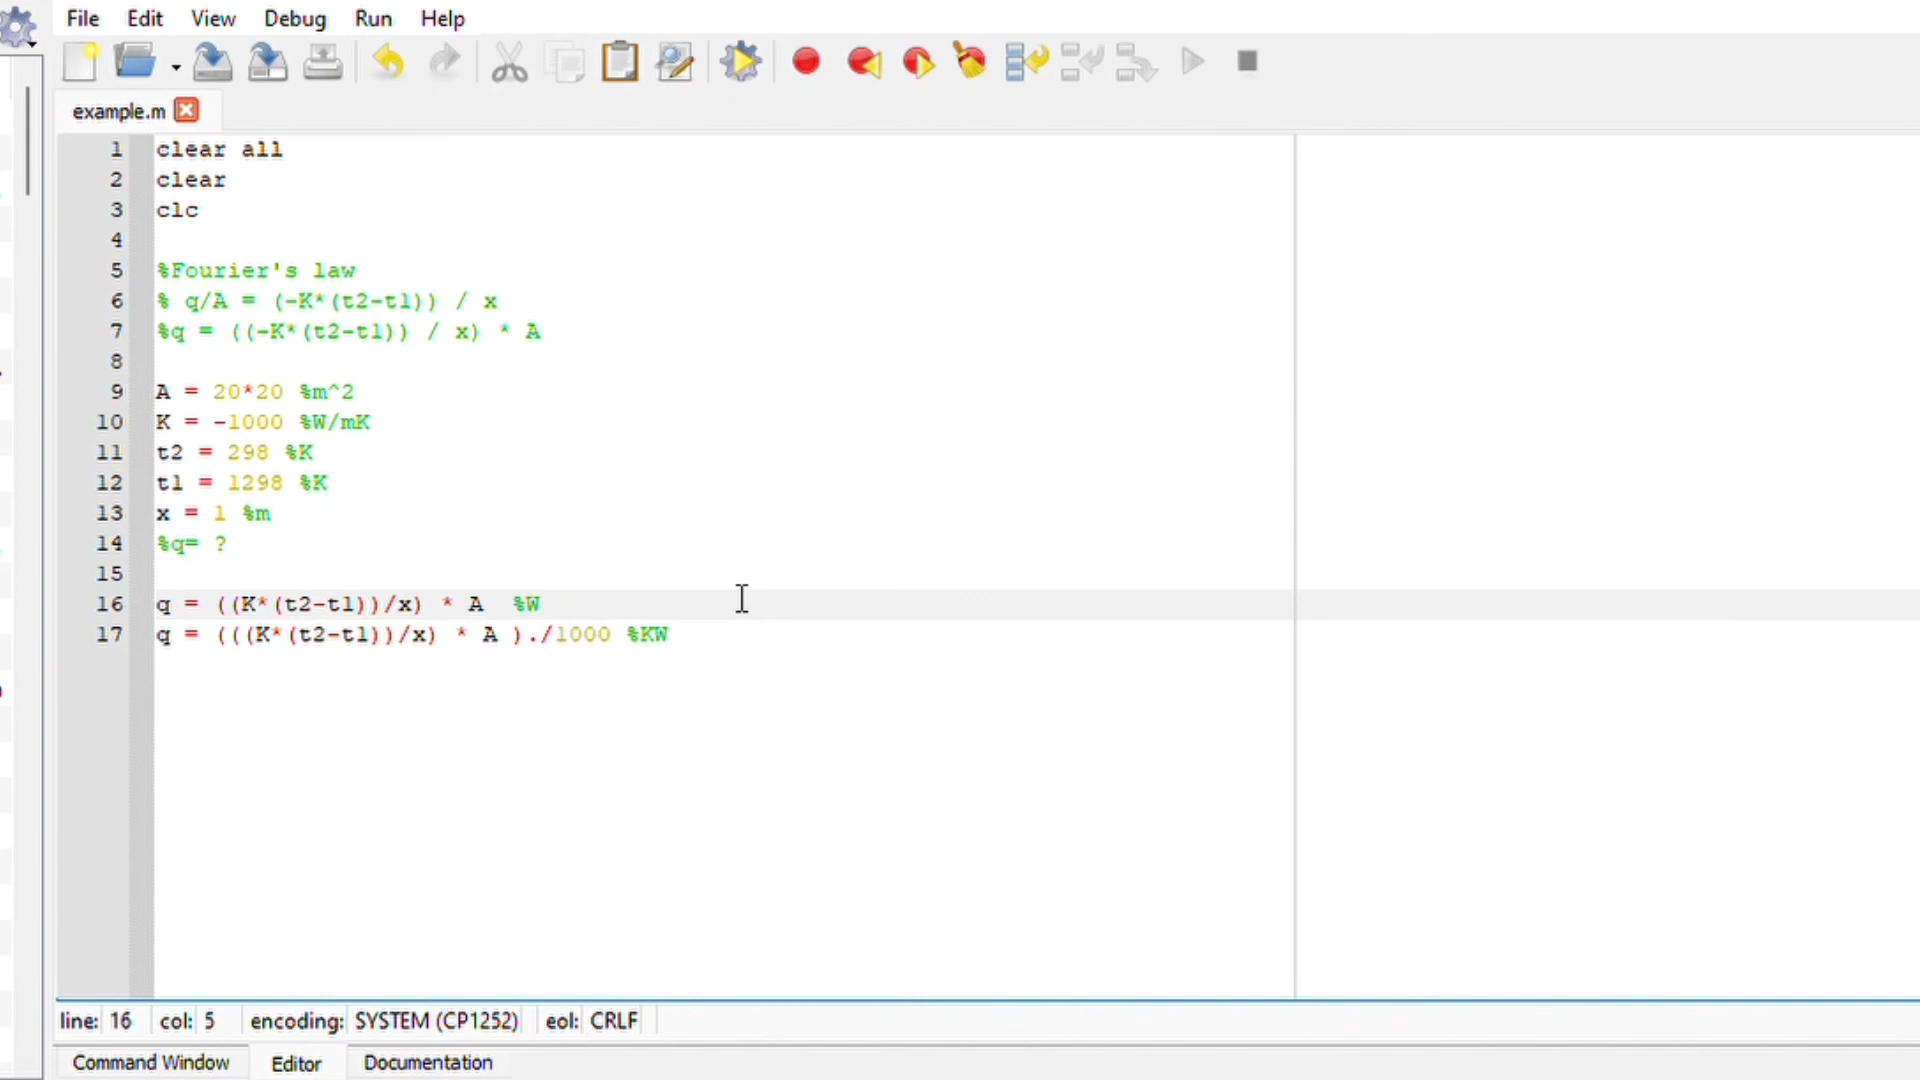 File Edit View Debug Run Help
example.m
1 clear all
2 clear
3 clc
4
5 %Fourier's law
6 % q/A = (-K*(t2-t1)) / x
7 %q = ((-K*(t2-t1)) / x) * A
8
9 A = 20*20 %m^2
10 K = -1000 %W/mK
11 t2 = 298 %K
12 t1 = 1298 %K
13 x = 1 %m
14 %q= ?
15
16 q = ((K*(t2-t1))/x) * A  %W
17 q = (((K*(t2-t1))/x) * A )./1000 %KW
line: 16 col: 5 encoding: SYSTEM (CP1252) eol: CRLF
Command Window Editor Documentation